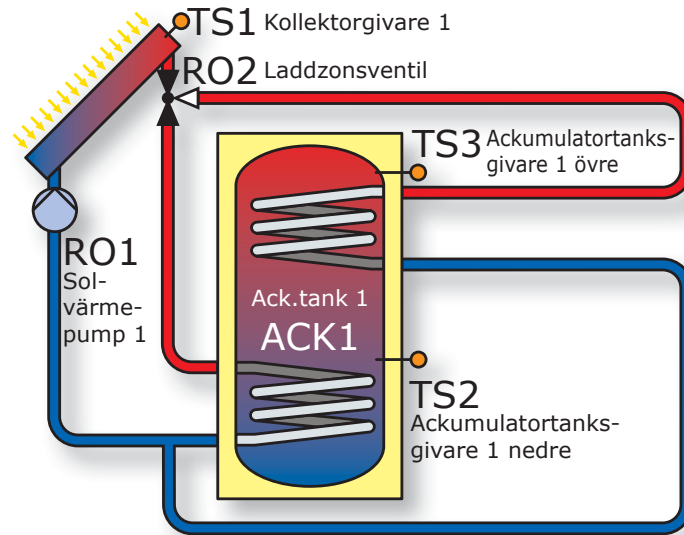 TS1 Kollektorgivare 1
RO2 Laddzonsventil
TS3 Ackumulatortanks-
givare 1 övre
RO1
Sol-
värme-
pump 1
Ack.tank 1
ACK1
TS2
Ackumulatortanks-
givare 1 nedre